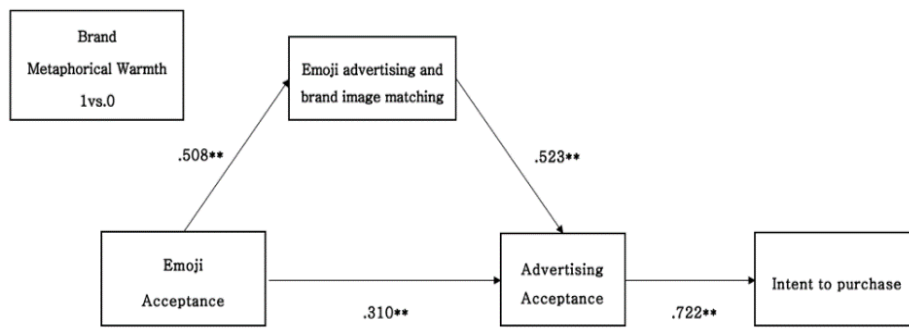 Brand
Metaphorical Warmth
1vs.0
Emoji advertising and
brand image matching
.508**
.523**
Emoji
Acceptance
Advertising
Acceptance
Intent to purchase
.310**
.722**